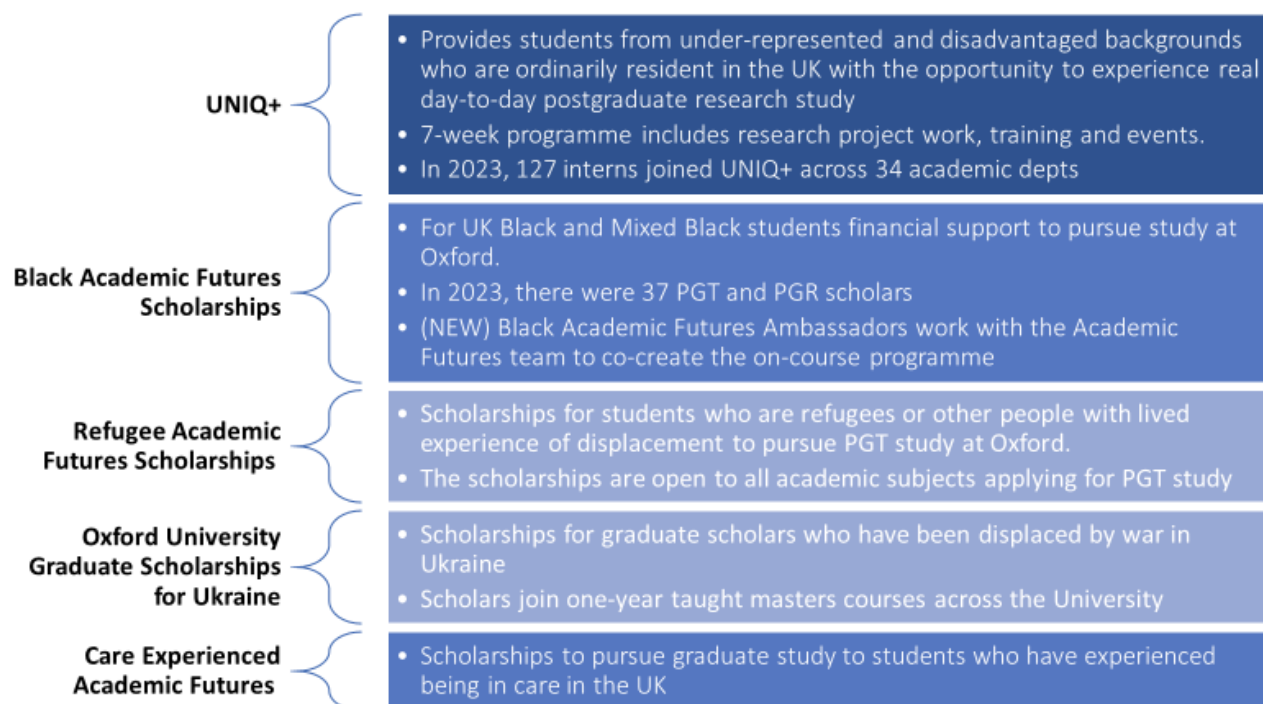 UNIQ+
• Provides students from under-represented and disadvantaged backgrounds
who are ordinarily resident in the UK with the opportunity to experience real
day-to-day postgraduate research study
• 7-week programme includes research project work, training and events.
• In 2023, 127 interns joined UNIQ+ across 34 academic depts
Black Academic Futures
Scholarships
• For UK Black and Mixed Black students financial support to pursue study at
Oxford.
• In 2023, there were 37 PGT and PGR scholars
• (NEW) Black Academic Futures Ambassadors work with the Academic
Futures team to co-create the on-course programme
Refugee Academic
Futures Scholarships
• Scholarships for students who are refugees or other people with lived
experience of displacement to pursue PGT study at Oxford.
• The scholarships are open to all academic subjects applying for PGT study
Oxford University
Graduate Scholarships
for Ukraine
• Scholarships for graduate scholars who have been displaced by war in
Ukraine
• Scholars join one-year taught masters courses across the University
Care Experienced
Academic Futures
• Scholarships to pursue graduate study to students who have experienced
being in care in the UK